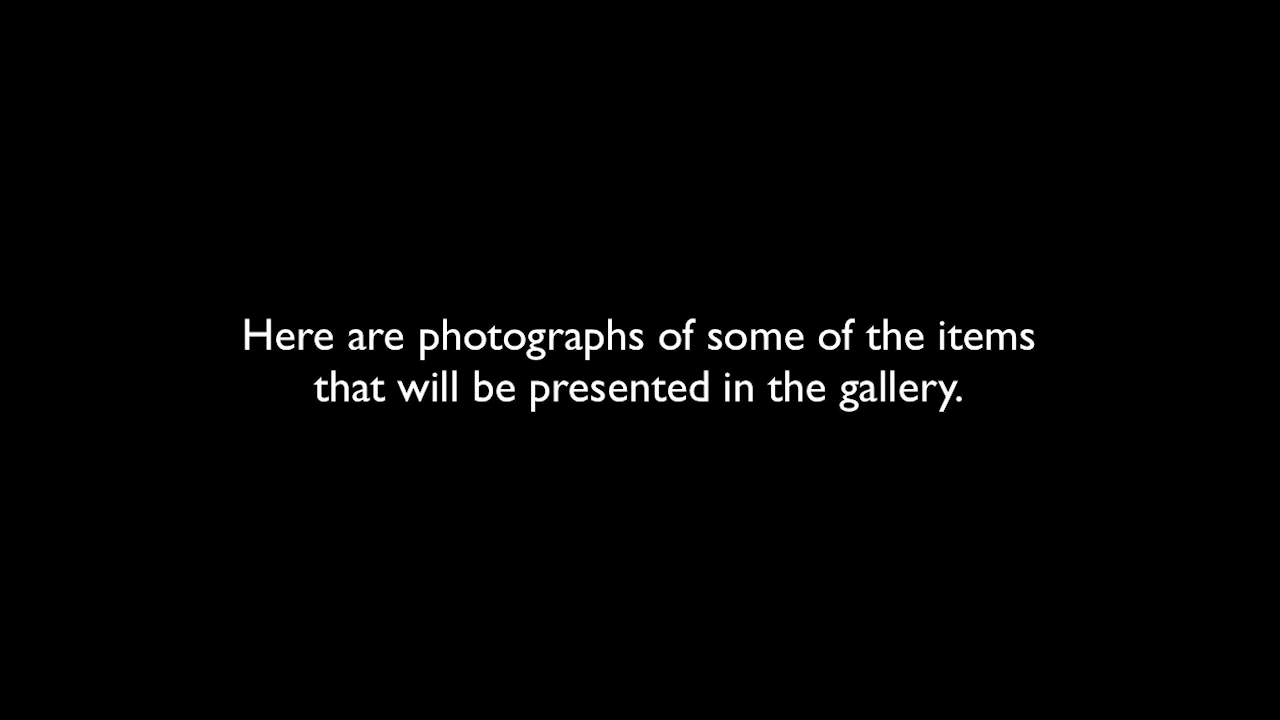 Here are photographs of some of the items
that will be presented in the gallery.